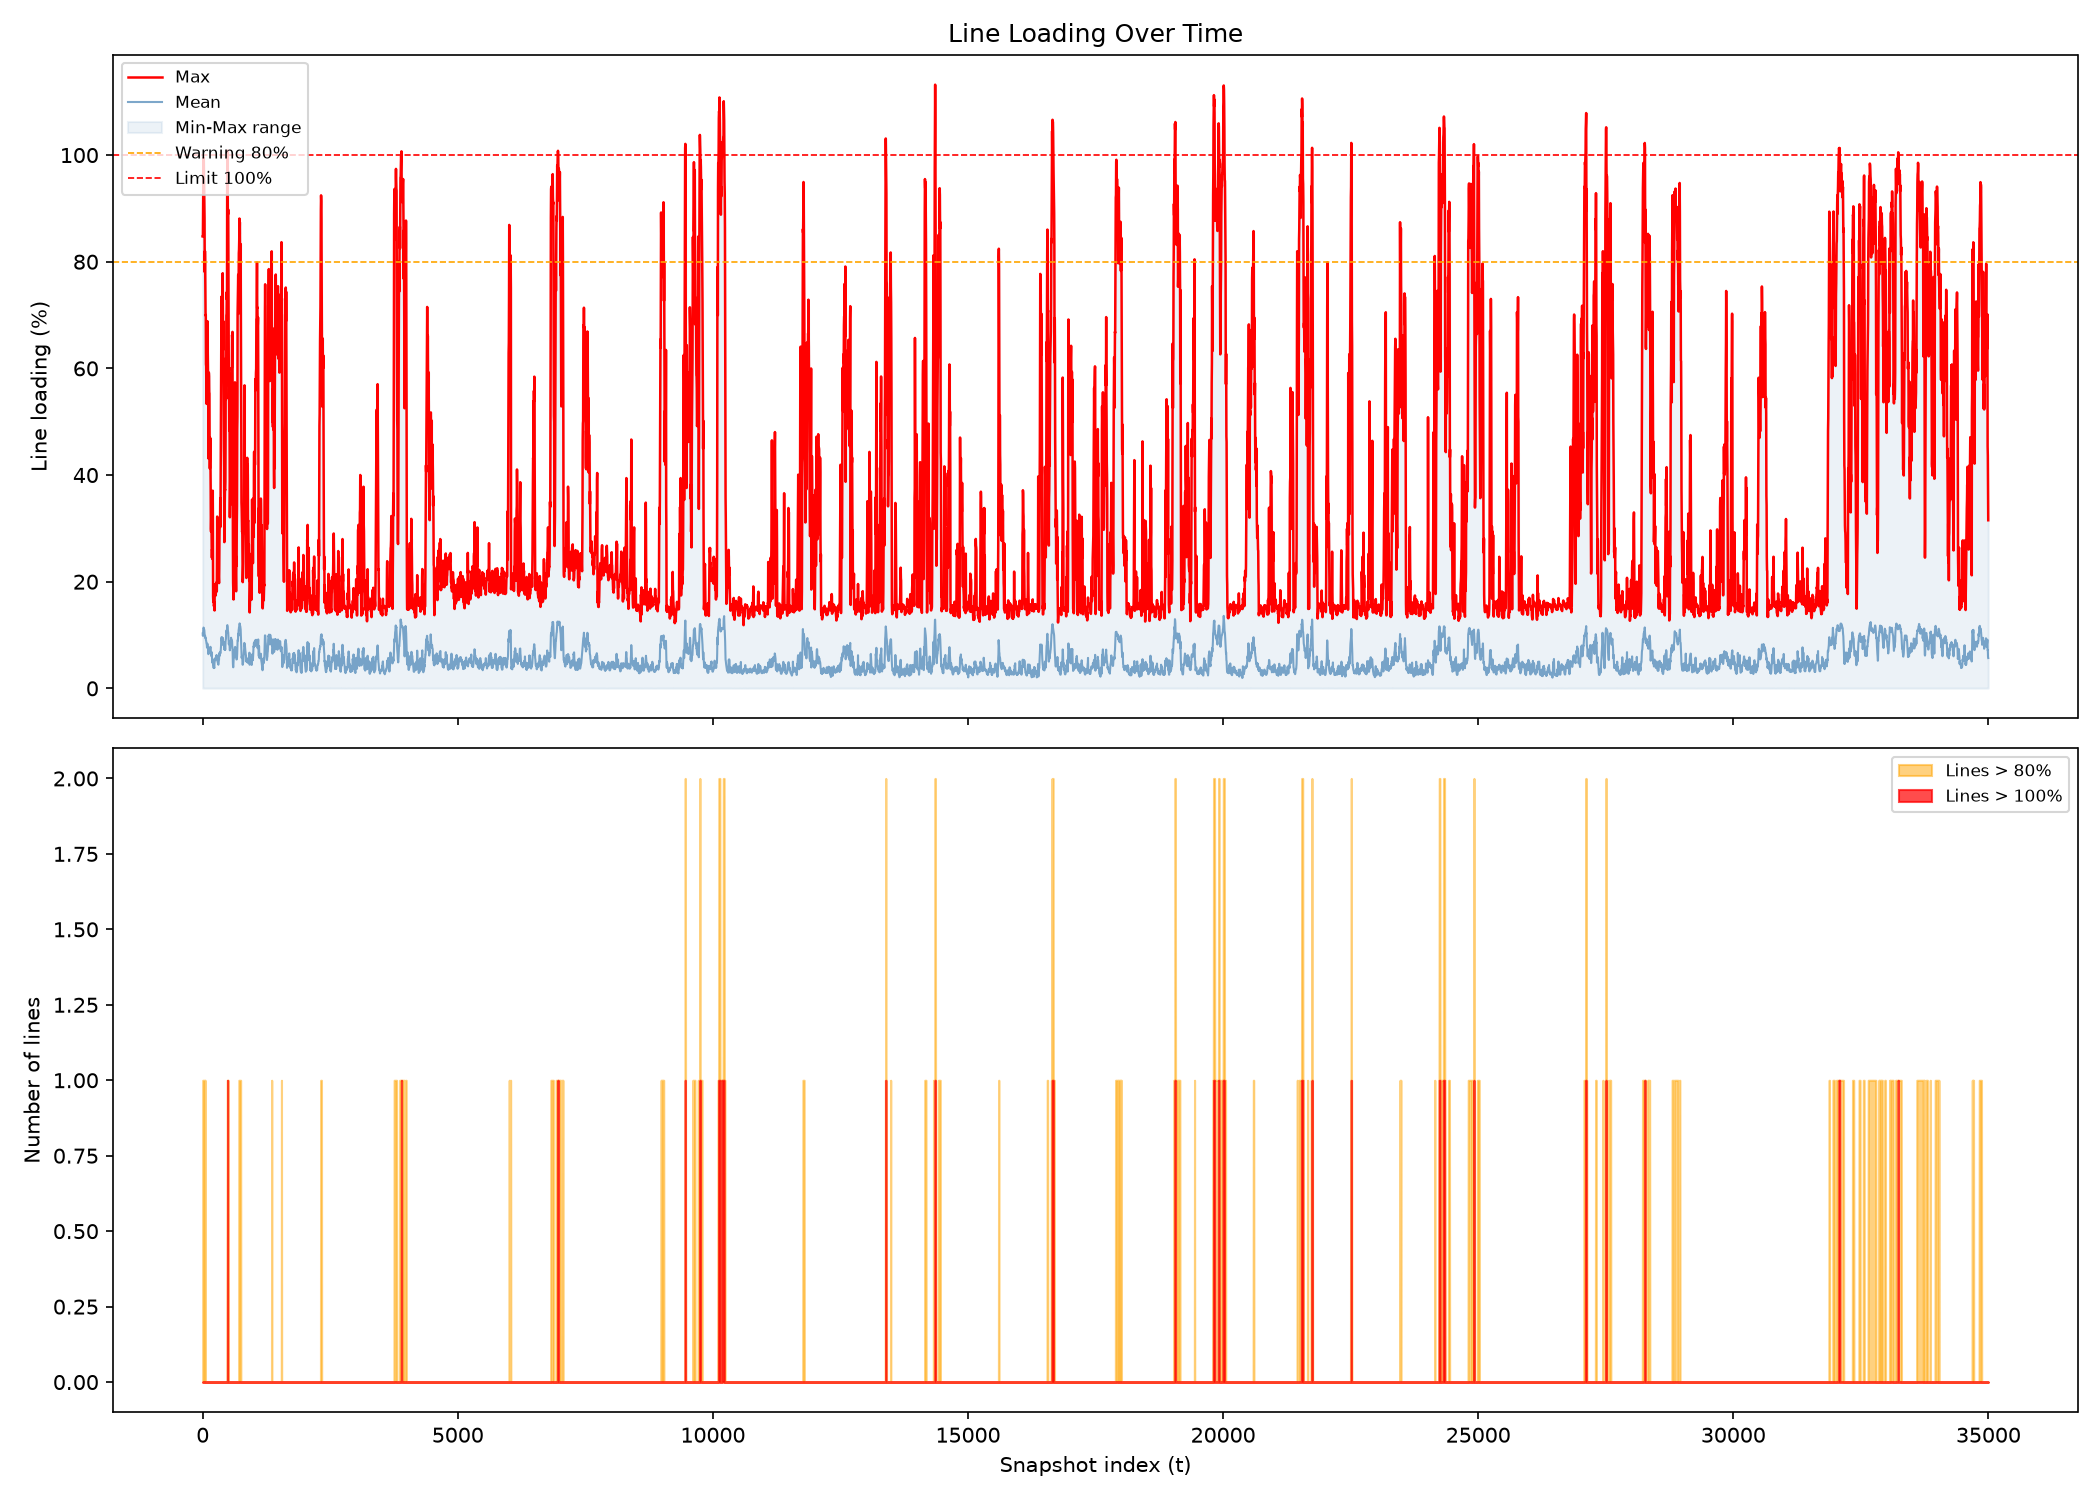 Line Loading Over Time
Max
Mean
Min-Max range
Warning 80%
Limit 100%
100
80
60
40
20
0
Line loading (%)
Lines > 80%
Lines > 100%
2.00
1.75
1.50
1.25
1.00
0.75
0.50
0.25
0.00
Number of lines
0 5000 10000 15000 20000 25000 30000 35000
Snapshot index (t)